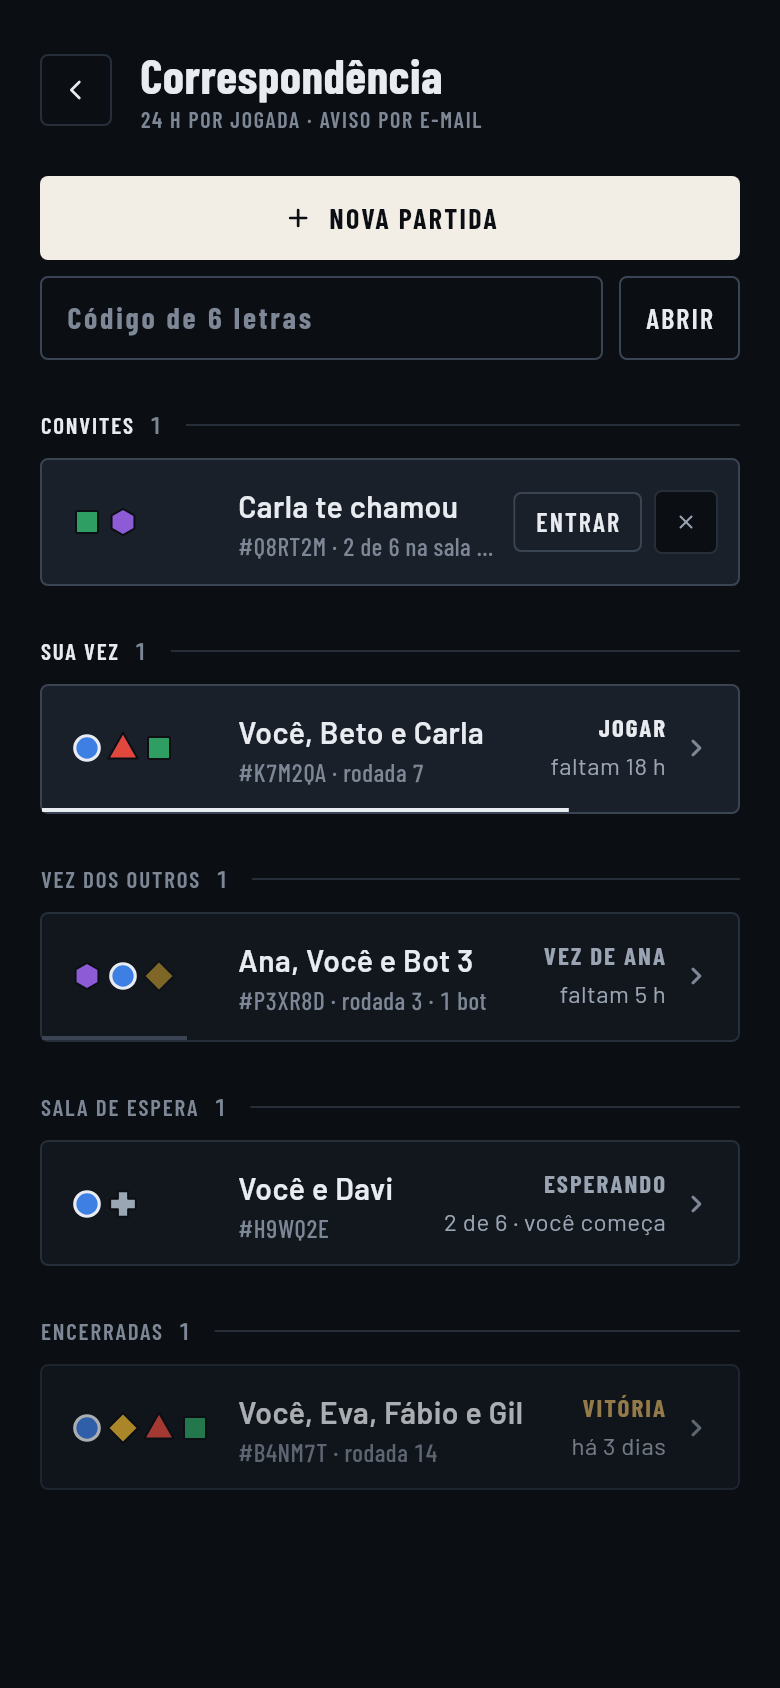 Correspondência
24 H POR JOGADA · AVISO POR E-MAIL
+ NOVA PARTIDA
Código de 6 letras
ABRIR
CONVITES 1
Carla te chamou
#Q8RT2M · 2 de 6 na sala ...
ENTRAR
×
SUA VEZ 1
Você, Beto e Carla
#K7M2QA · rodada 7
JOGAR
faltam 18 h
VEZ DOS OUTROS 1
Ana, Você e Bot 3
#P3XR8D · rodada 3 · 1 bot
VEZ DE ANA
faltam 5 h
SALA DE ESPERA 1
Você e Davi
#H9WQ2E
ESPERANDO
2 de 6 · você começa
ENCERRADAS 1
Você, Eva, Fábio e Gil
#B4NM7T · rodada 14
VITÓRIA
há 3 dias